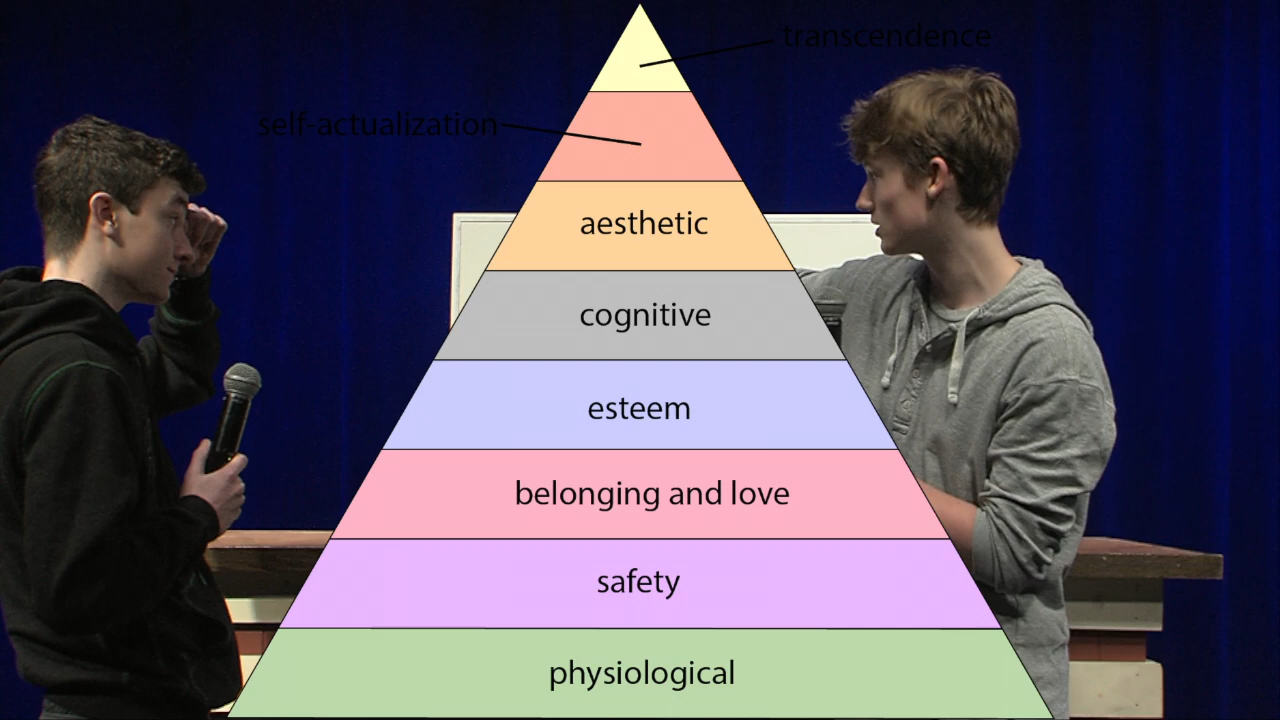 transcendence
self-actualization
aesthetic
cognitive
esteem
belonging and love
safety
physiological